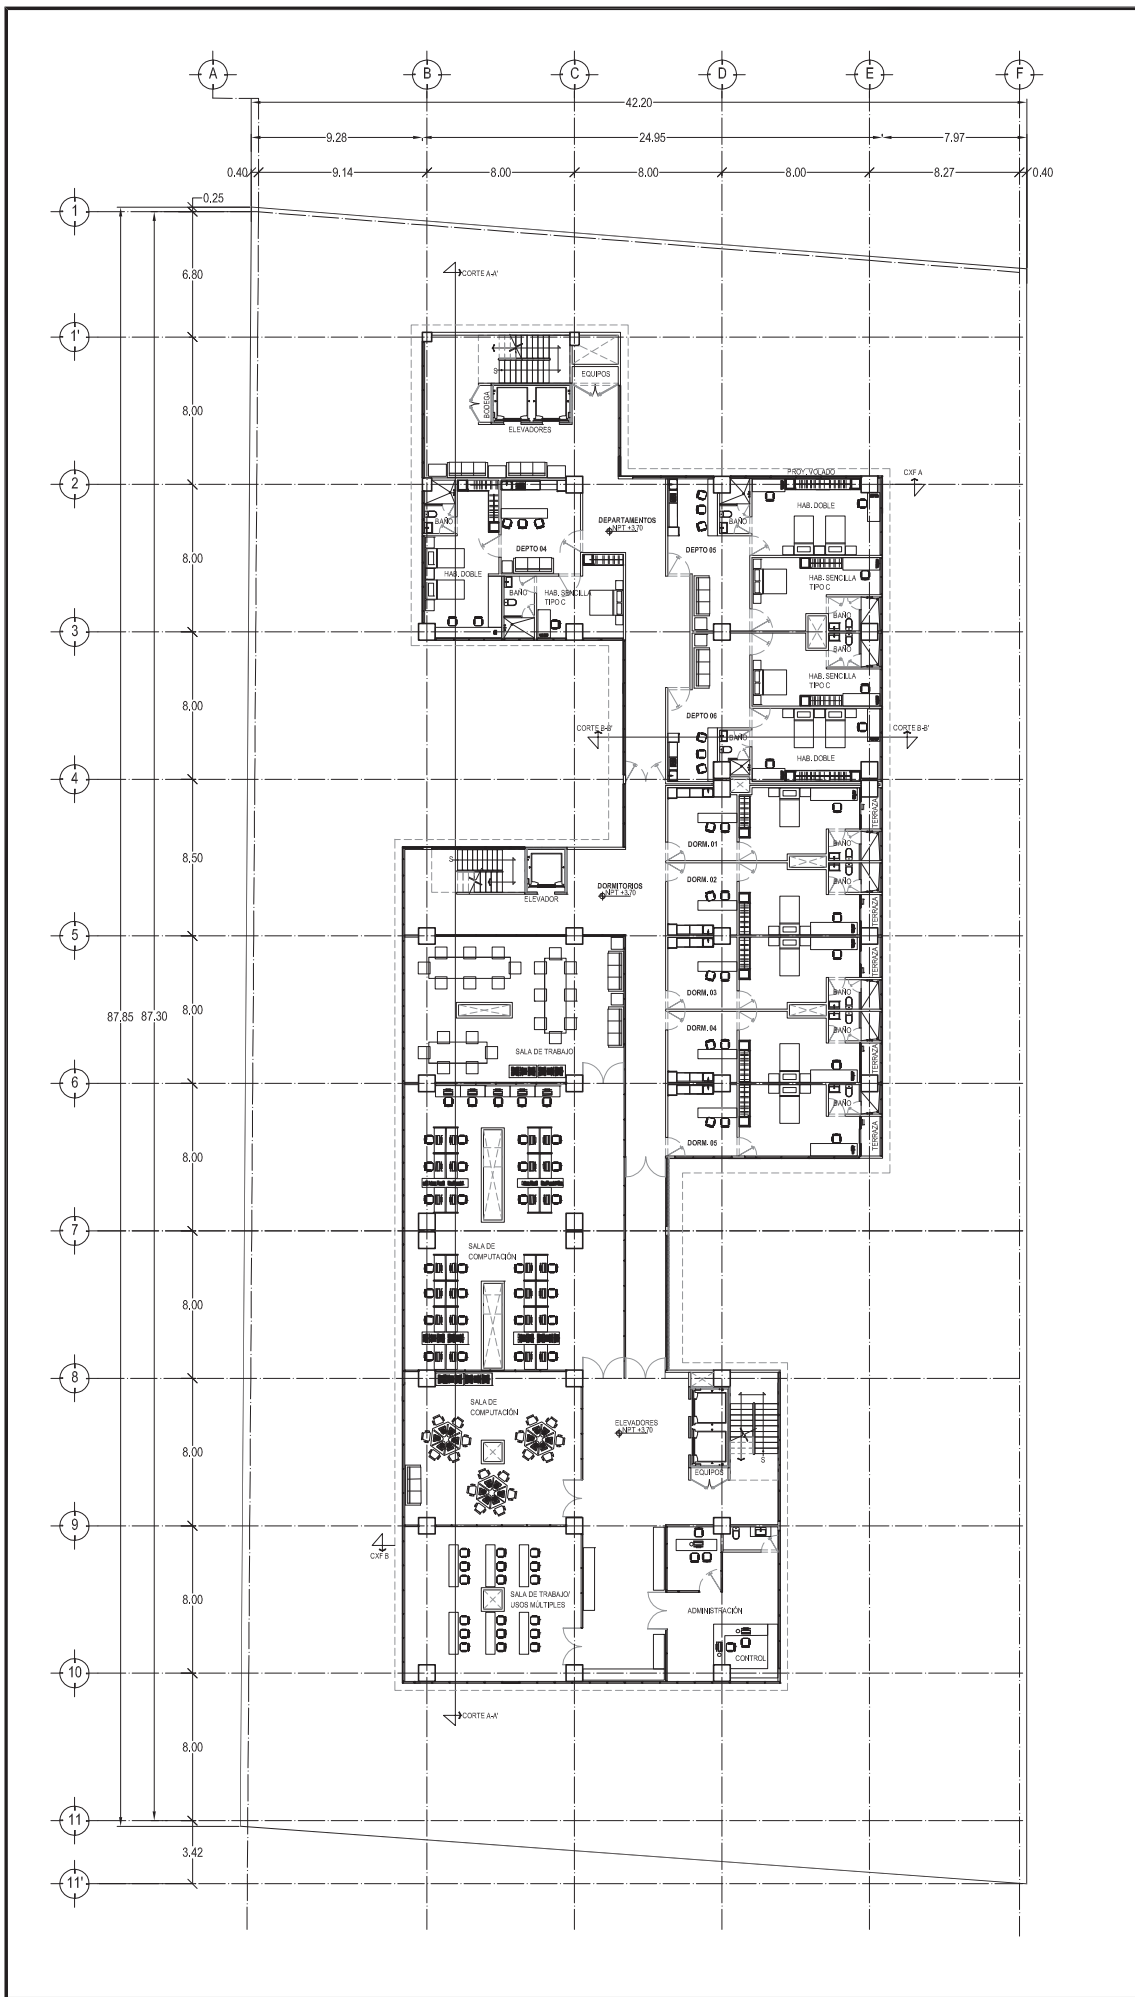 A B C D E F
42.20
9.28 24.95 7.97
0.40 9.14 8.00 8.00 8.00 8.27 0.40
1
0.25
6.80
CORTE A-A'
1'
EQUIPOS
8.00
BODEGA
ELEVADORES
2
PROY. VOLADO
CXF A
HAB. DOBLE
BAÑO
BAÑO
DEPARTAMENTOS
NPT +3.70
DEPTO 04
DEPTO 05
8.00
HAB. DOBLE
HAB. SENCILLA
TIPO C
BAÑO
HAB. SENCILLA
TIPO C
BAÑO
3
BAÑO
HAB. SENCILLA
TIPO C
8.00
DEPTO 06
CORTE B-B'
CORTE B-B'
BAÑO
HAB. DOBLE
4
TERRAZA
DORM. 01
BAÑO
8.50
DORM. 02
BAÑO
DORMITORIOS
NPT +3.70
ELEVADOR
TERRAZA
5
TERRAZA
DORM. 03
BAÑO
87.85 87.30
8.00
DORM. 04
BAÑO
SALA DE TRABAJO
TERRAZA
6
BAÑO
TERRAZA
DORM. 05
8.00
7
SALA DE
COMPUTACIÓN
8.00
8
SALA DE
COMPUTACIÓN
ELEVADORES
NPT +3.70
8.00
EQUIPOS
S
9
CXF B
8.00
SALA DE TRABAJO/
USOS MÚLTIPLES
ADMINISTRACIÓN
CONTROL
10
CORTE A-A'
8.00
11
3.42
11'